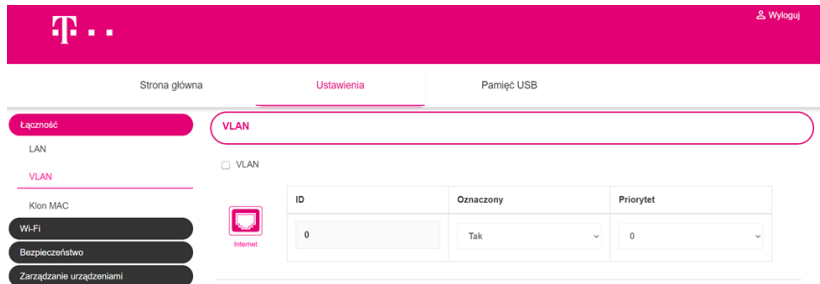 Wyloguj
T
Strona główna Ustawienia Pamięć USB
Łączność
LAN
VLAN
Klon MAC
Wi-Fi
Bezpieczeństwo
Zarządzanie urządzeniami
VLAN
VLAN
ID Oznaczony Priorytet
Internet 0 Tak 0